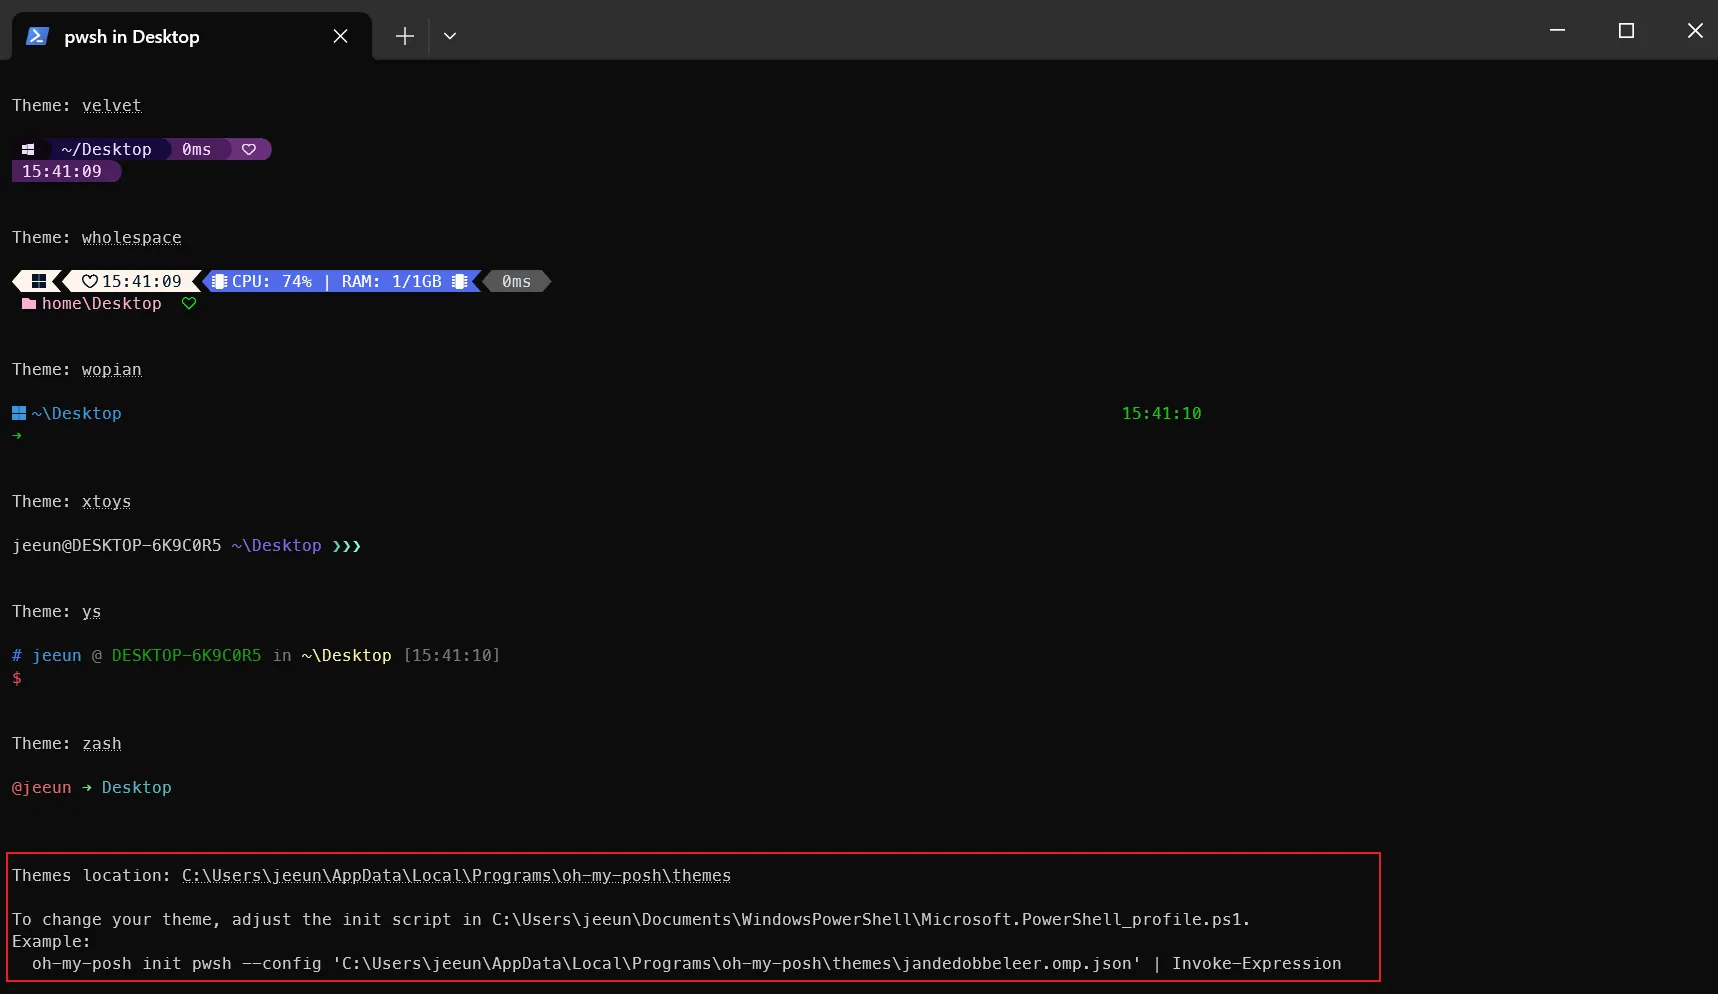 pwsh in Desktop
Theme: velvet
~/Desktop 0ms ♡
15:41:09
Theme: wholespace
♡15:41:09 CPU: 74% | RAM: 1/1GB 0ms
home\Desktop ♡
Theme: wopian
~\Desktop 15:41:10
➜
Theme: xtoys
jeeun@DESKTOP-6K9C0R5 ~\Desktop ❯❯❯
Theme: ys
# jeeun @ DESKTOP-6K9C0R5 in ~\Desktop [15:41:10]
$
Theme: zash
@jeeun ➜ Desktop
Themes location: C:\Users\jeeun\AppData\Local\Programs\oh-my-posh\themes
To change your theme, adjust the init script in C:\Users\jeeun\Documents\WindowsPowerShell\Microsoft.PowerShell_profile.ps1.
Example:
oh-my-posh init pwsh --config 'C:\Users\jeeun\AppData\Local\Programs\oh-my-posh\themes\jandedobbeleer.omp.json' | Invoke-Expression